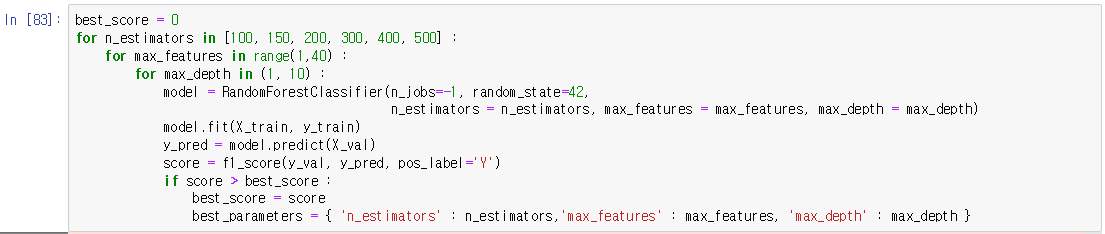 In [83]: best_score = 0
for n_estimators in [100, 150, 200, 300, 400, 500] :
    for max_features in range(1,40) :
        for max_depth in (1, 10) :
            model = RandomForestClassifier(n_jobs=-1, random_state=42,
                                           n_estimators = n_estimators, max_features = max_features, max_depth = max_depth)
            model.fit(X_train, y_train)
            y_pred = model.predict(X_val)
            score = f1_score(y_val, y_pred, pos_label='Y')
            if score > best_score :
                best_score = score
                best_parameters = { 'n_estimators' : n_estimators,'max_features' : max_features, 'max_depth' : max_depth }